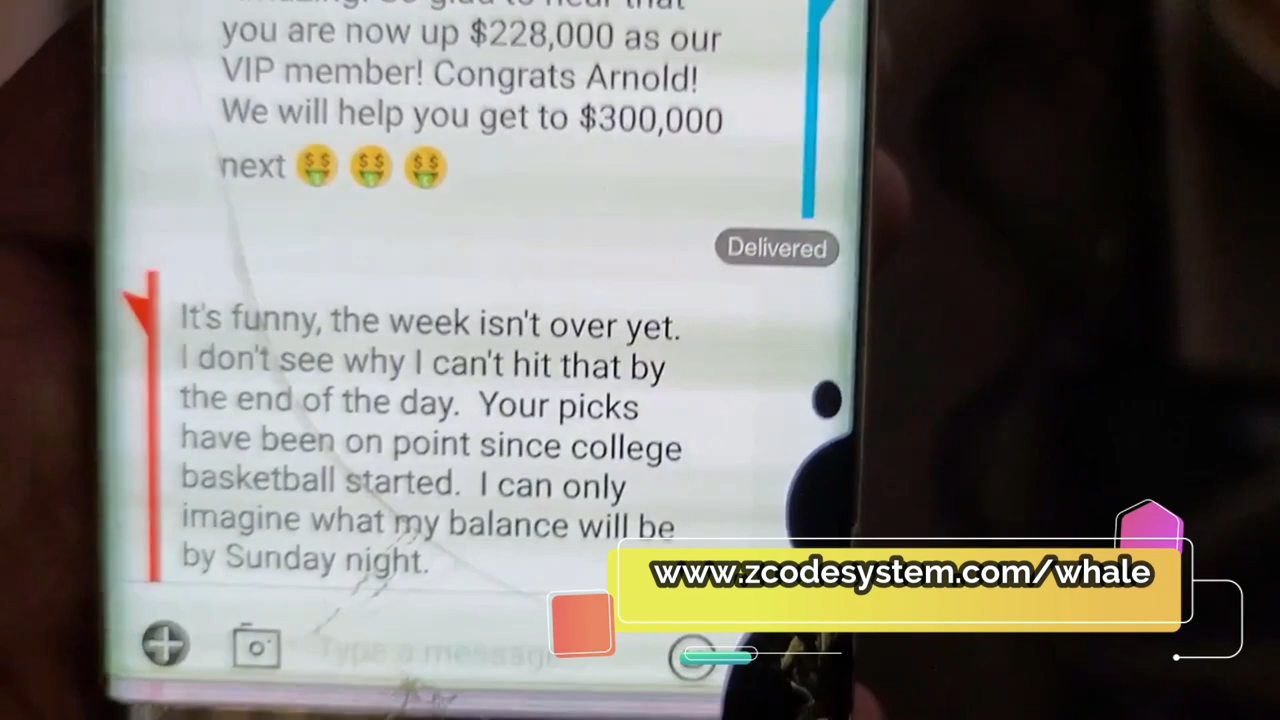 you are now up $228,000 as our
VIP member! Congrats Arnold!
We will help you get to $300,000
next 🤑 🤑 🤑
Delivered
It's funny, the week isn't over yet.
I don't see why I can't hit that by
the end of the day. Your picks
have been on point since college
basketball started. I can only
imagine what my balance will be
by Sunday night.
www.zcodesystem.com/whale
Type a message